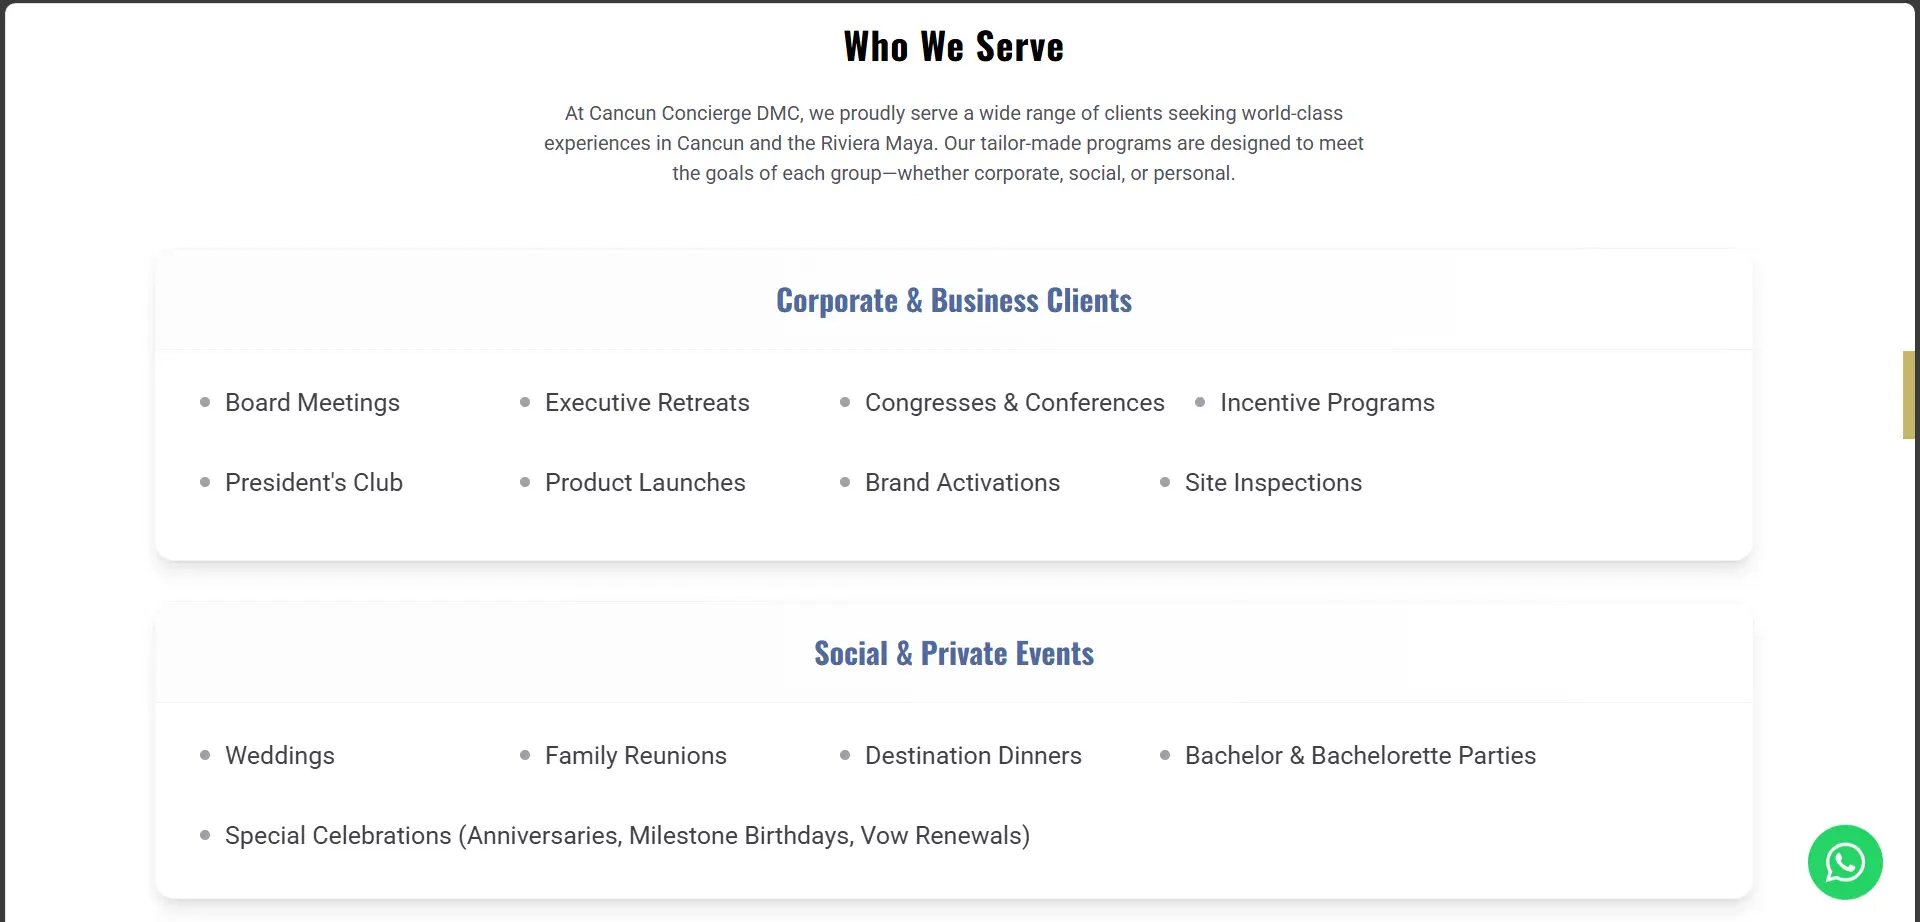 Who We Serve
At Cancun Concierge DMC, we proudly serve a wide range of clients seeking world-class
experiences in Cancun and the Riviera Maya. Our tailor-made programs are designed to meet
the goals of each group—whether corporate, social, or personal.
Corporate & Business Clients
Board Meetings
Executive Retreats
Congresses & Conferences
Incentive Programs
President's Club
Product Launches
Brand Activations
Site Inspections
Social & Private Events
Weddings
Family Reunions
Destination Dinners
Bachelor & Bachelorette Parties
Special Celebrations (Anniversaries, Milestone Birthdays, Vow Renewals)